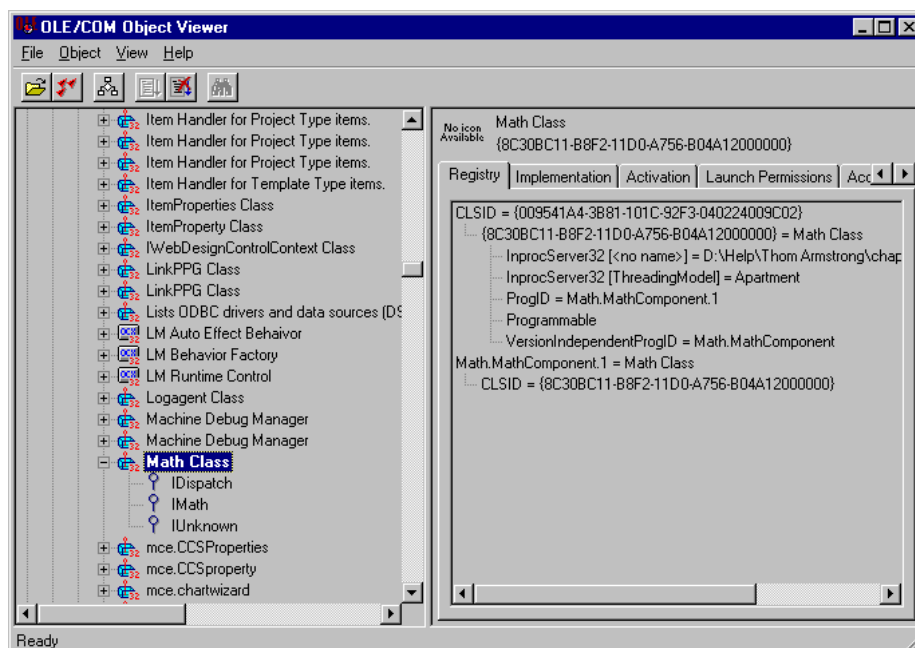 OLE/COM Object Viewer
File Object View Help
Item Handler for Project Type items.
Item Handler for Project Type items.
Item Handler for Project Type items.
Item Handler for Template Type items.
ItemProperties Class
ItemProperty Class
IWebDesignControlContext Class
LinkPPG Class
LinkPPG Class
Lists ODBC drivers and data sources (DS
LM Auto Effect Behaivor
LM Behavior Factory
LM Runtime Control
Logagent Class
Machine Debug Manager
Machine Debug Manager
Math Class
IDispatch
IMath
IUnknown
mce.CCSProperties
mce.CCSproperty
mce.chartwizard
No icon Available
Math Class
{8C30BC11-B8F2-11D0-A756-B04A12000000}
Registry Implementation Activation Launch Permissions Acc
CLSID = {009541A4-3B81-101C-92F3-040224009C02}
{8C30BC11-B8F2-11D0-A756-B04A12000000} = Math Class
InprocServer32 [<no name>] = D:\Help\Thom Armstrong\chap
InprocServer32 [ThreadingModel] = Apartment
ProgID = Math.MathComponent.1
Programmable
VersionIndependentProgID = Math.MathComponent
Math.MathComponent.1 = Math Class
CLSID = {8C30BC11-B8F2-11D0-A756-B04A12000000}
Ready